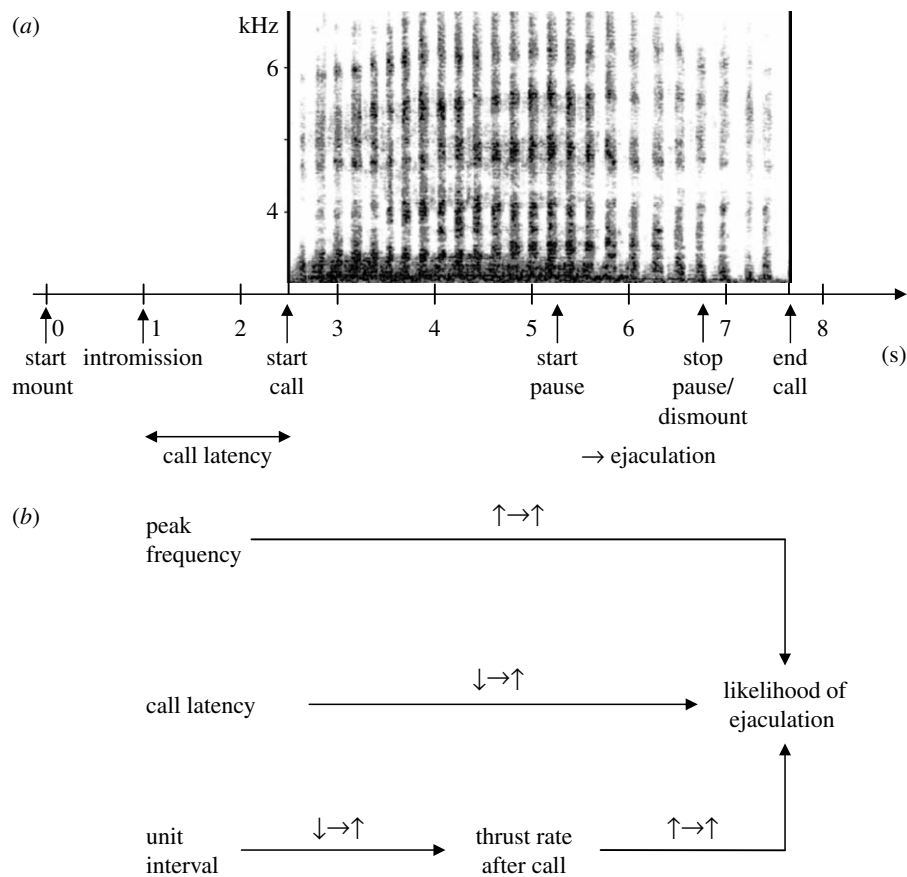 (a)
kHz
6
4
0 1 2 3 4 5 6 7 8
start mount
intromission
start call
start pause
stop pause/ dismount
end call
(s)
call latency
→ ejaculation
(b)
peak frequency
↑→↑
call latency
↓→↑
likelihood of ejaculation
unit interval
↓→↑
thrust rate after call
↑→↑